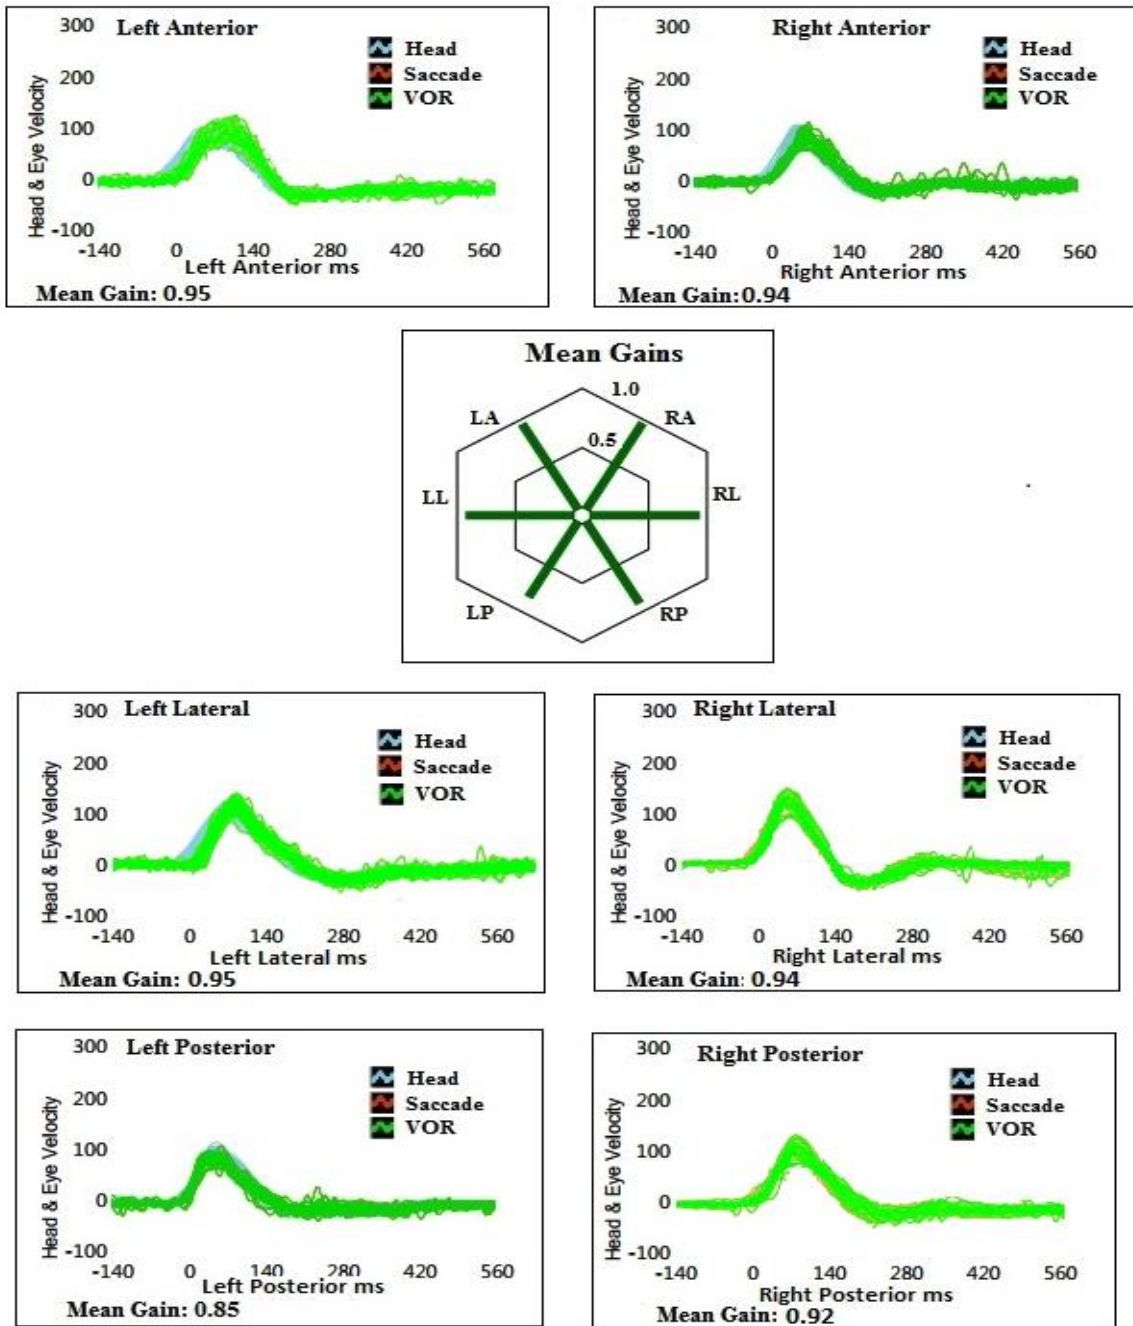 Left Anterior
300
200
100
0
-100
Head & Eye Velocity
Head
Saccade
VOR
-140 0 140 280 420 560
Left Anterior ms
Mean Gain: 0.95
Right Anterior
300
200
100
0
-100
Head & Eye Velocity
Head
Saccade
VOR
-140 0 140 280 420 560
Right Anterior ms
Mean Gain: 0.94
Mean Gains
1.0
LA RA
0.5
LL RL
LP RP
Left Lateral
300
200
100
0
-100
Head & Eye Velocity
Head
Saccade
VOR
-140 0 140 280 420 560
Left Lateral ms
Mean Gain: 0.95
Right Lateral
300
200
100
0
-100
Head & Eye Velocity
Head
Saccade
VOR
-140 0 140 280 420 560
Right Lateral ms
Mean Gain: 0.94
Left Posterior
300
200
100
0
-100
Head & Eye Velocity
Head
Saccade
VOR
-140 0 140 280 420 560
Left Posterior ms
Mean Gain: 0.85
Right Posterior
300
200
100
0
-100
Head & Eye Velocity
Head
Saccade
VOR
-140 0 140 280 420 560
Right Posterior ms
Mean Gain: 0.92